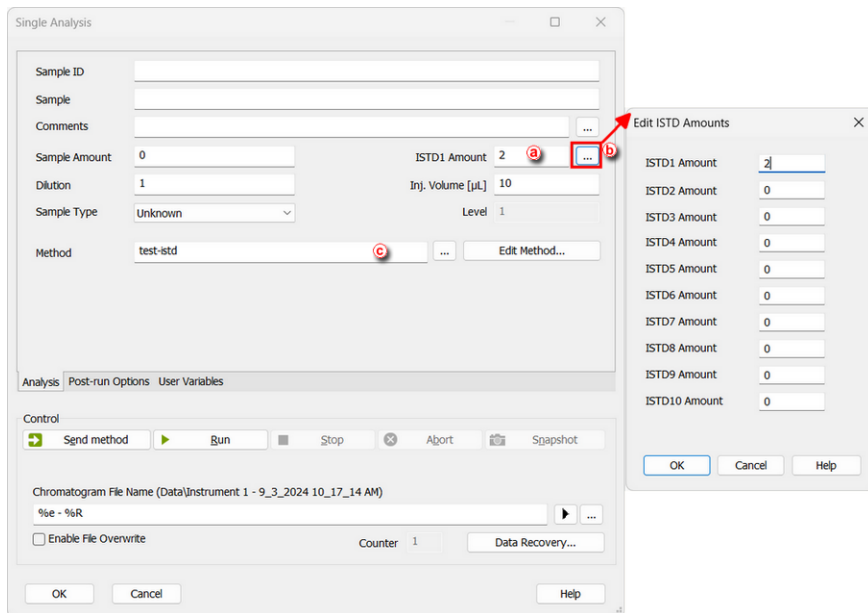 Single Analysis
Sample ID
Sample
Comments ...
Sample Amount 0 ISTD1 Amount 2 a ... b
Dilution 1 Inj. Volume [µL] 10
Sample Type Unknown Level 1
Method test-istd c ... Edit Method...
Analysis Post-run Options User Variables
Control
Send method Run Stop Abort Snapshot
Chromatogram File Name (Data\Instrument 1 - 9_3_2024 10_17_14 AM)
%e - %R ...
Enable File Overwrite Counter 1 Data Recovery...
OK Cancel Help
Edit ISTD Amounts
ISTD1 Amount 2
ISTD2 Amount 0
ISTD3 Amount 0
ISTD4 Amount 0
ISTD5 Amount 0
ISTD6 Amount 0
ISTD7 Amount 0
ISTD8 Amount 0
ISTD9 Amount 0
ISTD10 Amount 0
OK Cancel Help